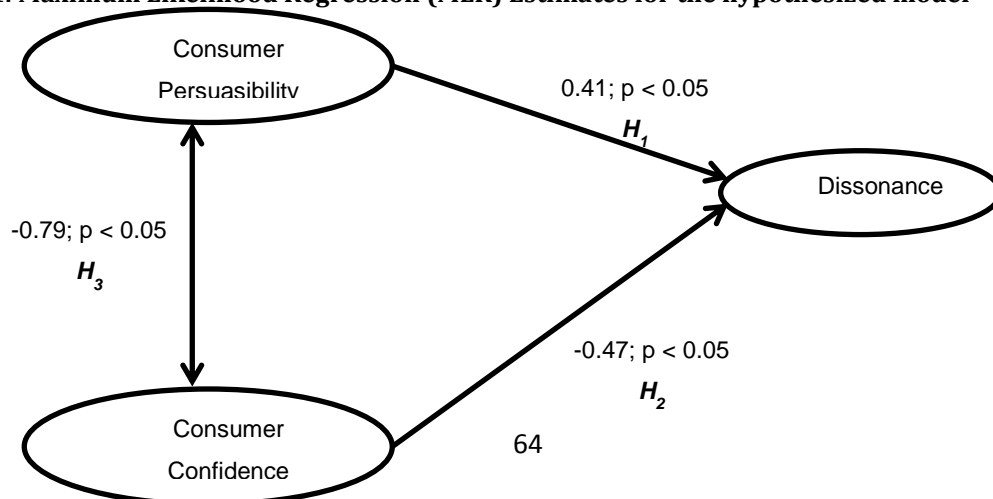 Maximum Likelihood Regression (MLR) Estimates for the hypothesized model
Consumer
Persuasibility
0.41; p < 0.05
H1
Dissonance
-0.79; p < 0.05
H3
-0.47; p < 0.05
H2
Consumer
Confidence
64